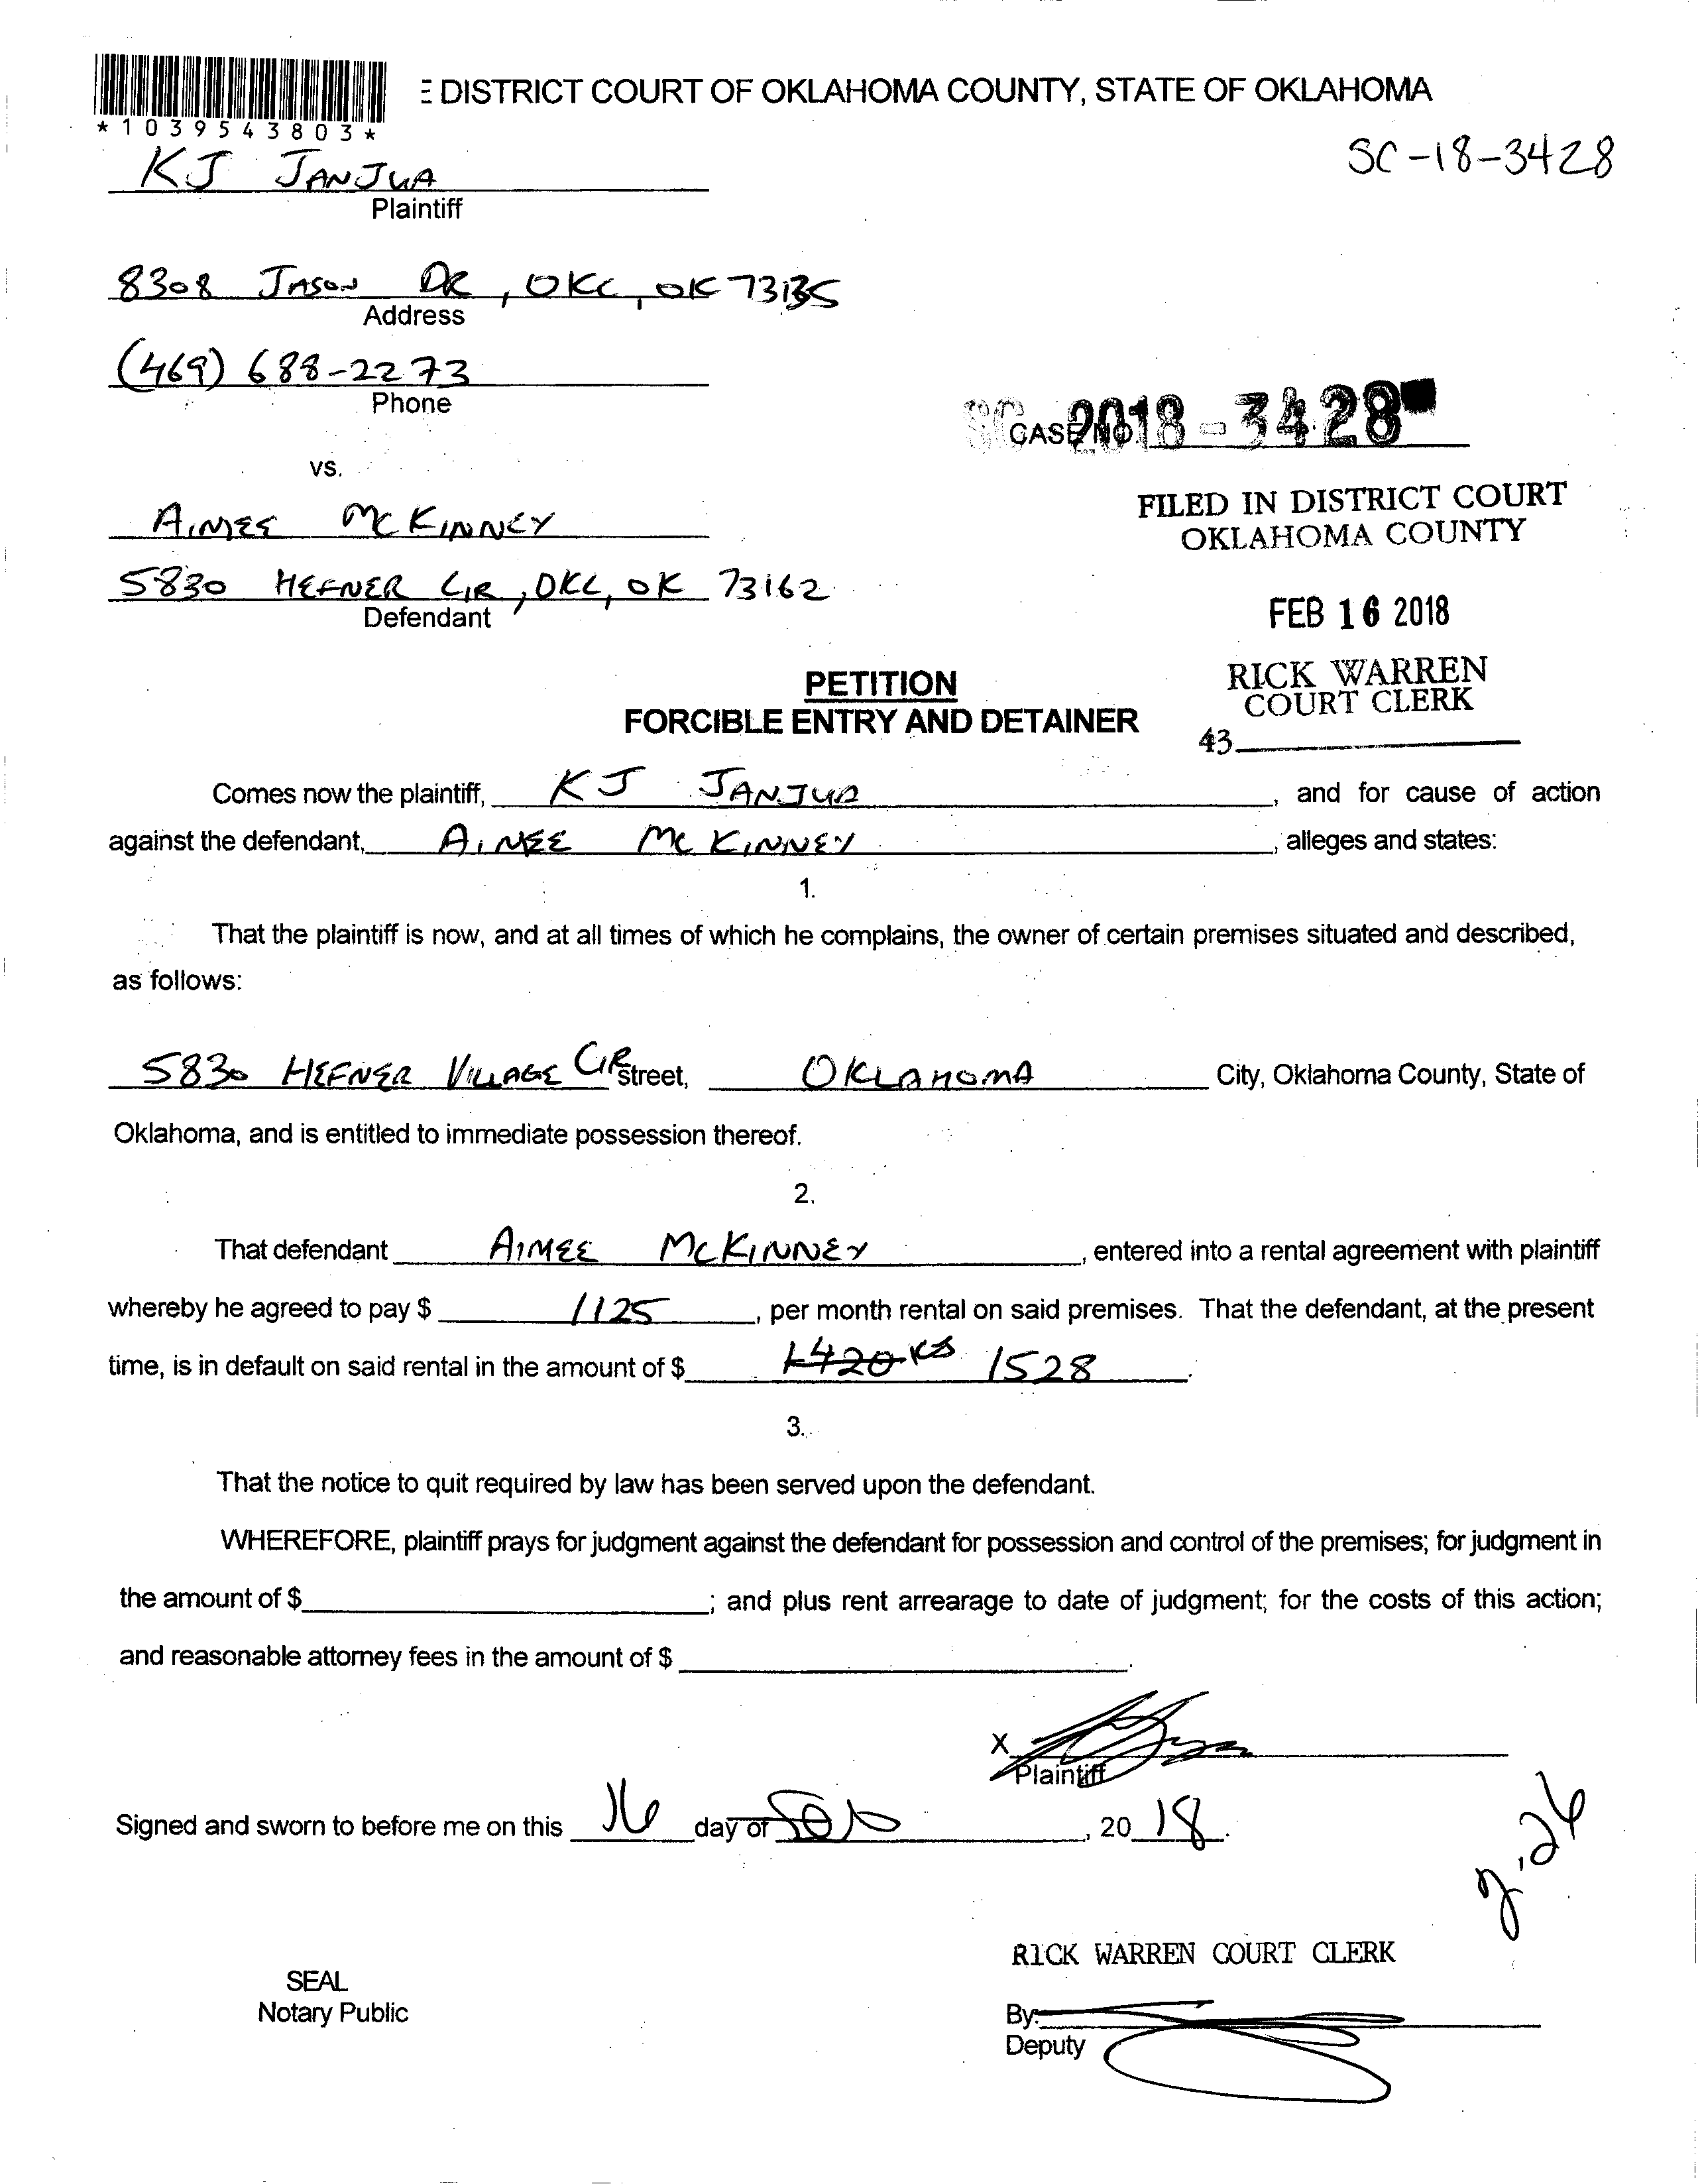 DISTRICT COURT OF OKLAHOMA COUNTY, STATE OF OKLAHOMA
*1039543803*
SC-18-3428
KJ JANJUA
Plaintiff
8308 JASON DR, OKC, OK 73135
Address
(469) 688-2273
Phone
SC 2018-3428
CASE NO.
vs.
FILED IN DISTRICT COURT
OKLAHOMA COUNTY
AIMEE MCKINNEY
5830 HEFNER CIR, OKC, OK 73162
Defendant
FEB 16 2018
RICK WARREN
COURT CLERK
43
PETITION
FORCIBLE ENTRY AND DETAINER
Comes now the plaintiff, KJ JANJUA, and for cause of action
against the defendant, AIMEE MCKINNEY, alleges and states:
1.
That the plaintiff is now, and at all times of which he complains, the owner of certain premises situated and described,
as follows:
5830 HEFNER VILLAGE CIR Street, OKLAHOMA City, Oklahoma County, State of
Oklahoma, and is entitled to immediate possession thereof.
2.
That defendant AIMEE MCKINNEY, entered into a rental agreement with plaintiff
whereby he agreed to pay $ 1125, per month rental on said premises. That the defendant, at the present
time, is in default on said rental in the amount of $ 1420 KJ 1528.
3.
That the notice to quit required by law has been served upon the defendant.
WHEREFORE, plaintiff prays for judgment against the defendant for possession and control of the premises; for judgment in
the amount of $ ; and plus rent arrearage to date of judgment; for the costs of this action;
and reasonable attorney fees in the amount of $ .
X
Plaintiff
Signed and sworn to before me on this 16 day of Feb, 20 18.
2.26
RICK WARREN COURT CLERK
SEAL
Notary Public
By:
Deputy